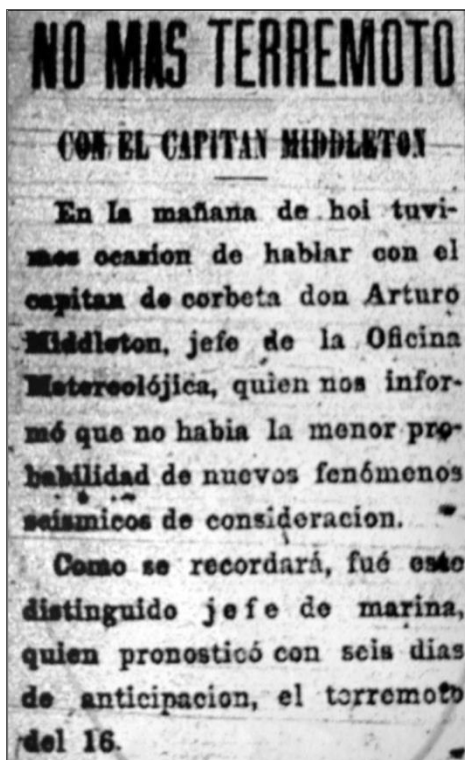 NO MAS TERREMOTO
CON EL CAPITAN MIDDLETON
En la mañana de hoi tuvi-
mos ocasion de hablar con el
capitan de corbeta don Arturo
Middleton, jefe de la Oficina
Metereolójica, quien nos infor-
mó que no habia la menor pro-
babilidad de nuevos fenómenos
seismicos de consideracion.
Como se recordará, fué este
distinguido jefe de marina,
quien pronosticó con seis dias
de anticipacion, el terremoto
del 16.